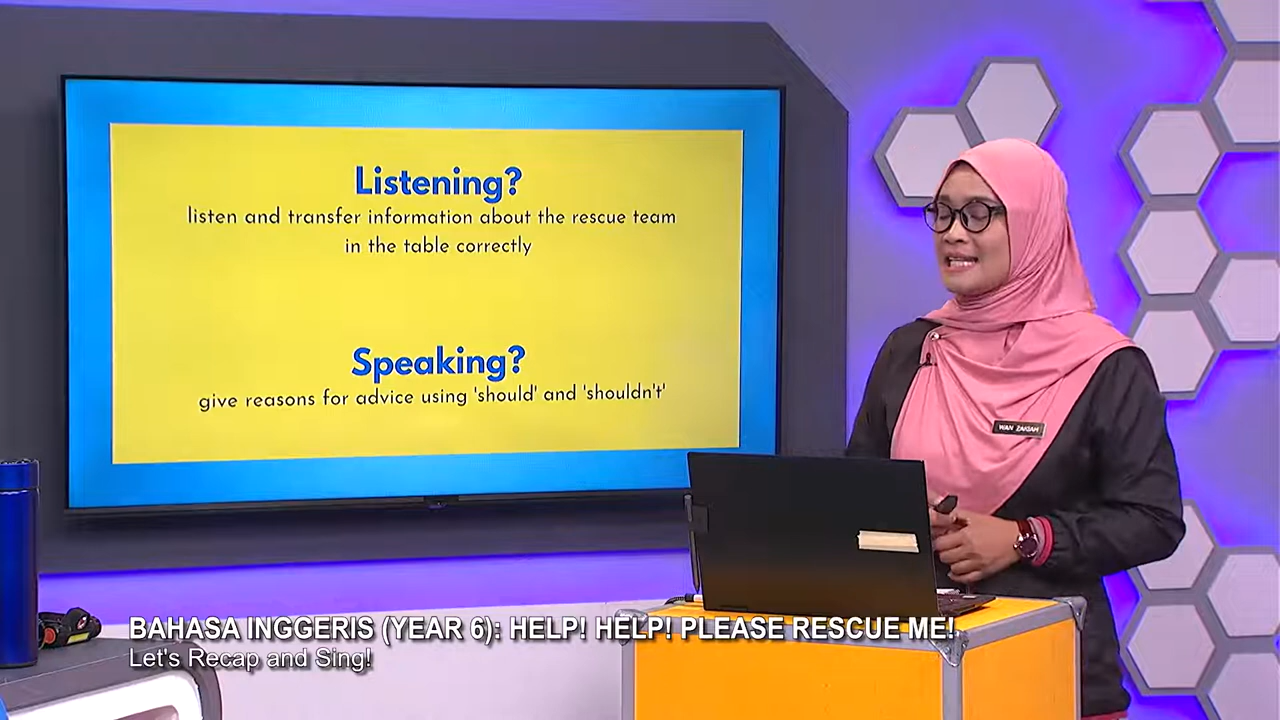 Listening?
listen and transfer information about the rescue team
in the table correctly
Speaking?
give reasons for advice using 'should' and 'shouldn't'
WAN ZAKIAH
BAHASA INGGERIS (YEAR 6): HELP! HELP! PLEASE RESCUE ME!
Let's Recap and Sing!